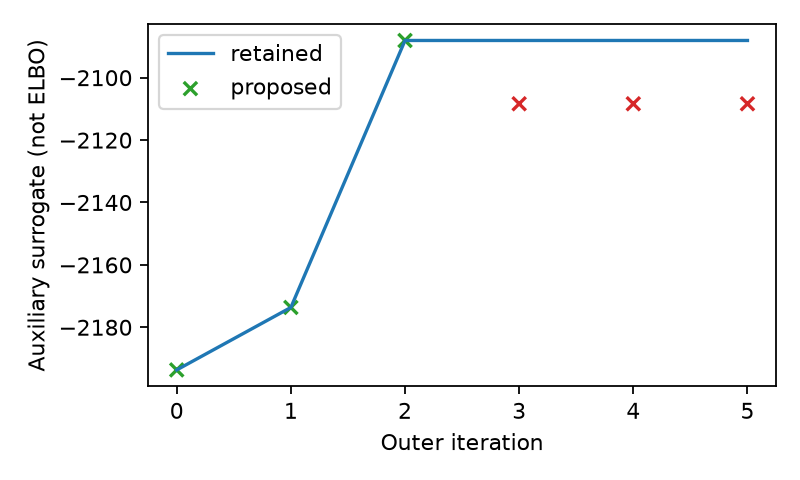 retained
proposed
Auxiliary surrogate (not ELBO)
−2100
−2120
−2140
−2160
−2180
0 1 2 3 4 5
Outer iteration